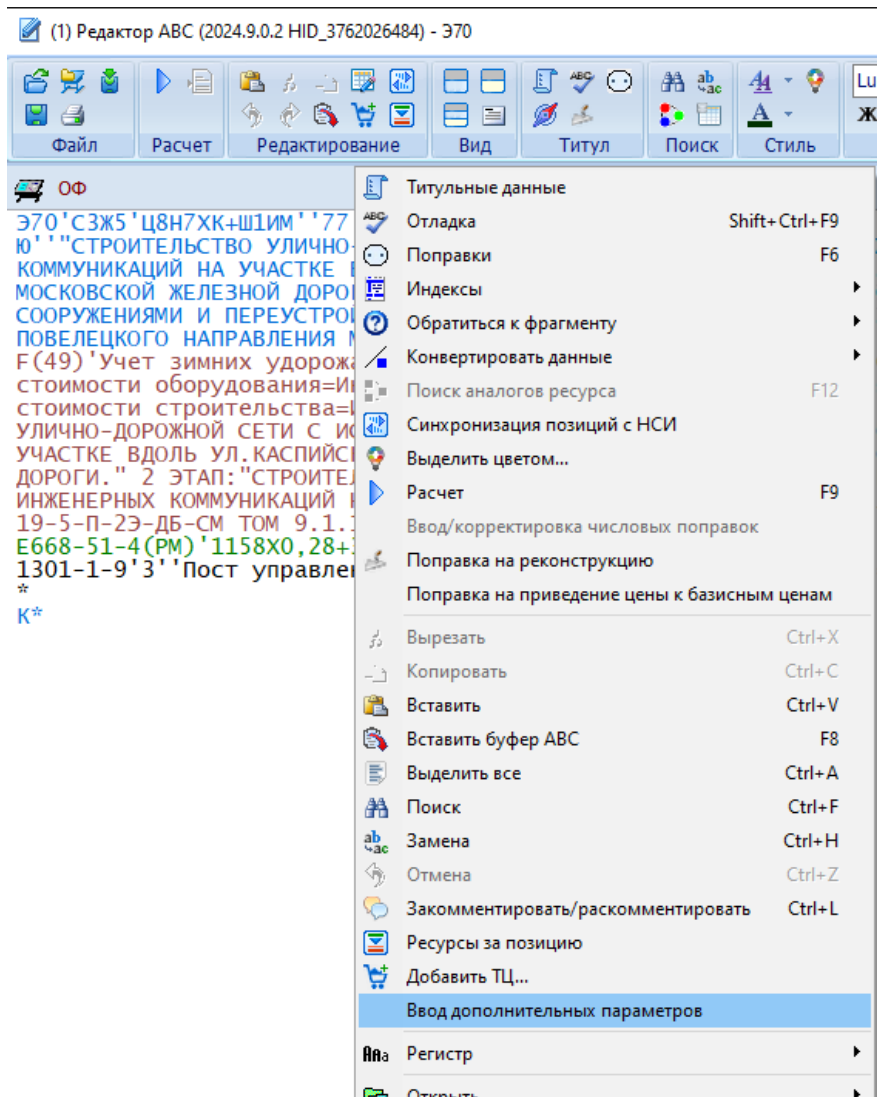 (1) Редактор АВС (2024.9.0.2 HID_3762026484) - Э70
Lu
Ж
Файл Расчет Редактирование Вид Титул Поиск Стиль
ОФ
Э70'С3Ж5'Ц8Н7ХК+Ш1ИМ''77
Ю''"СТРОИТЕЛЬСТВО УЛИЧНО-
КОММУНИКАЦИЙ НА УЧАСТКЕ
МОСКОВСКОЙ ЖЕЛЕЗНОЙ ДОРОГ
СООРУЖЕНИЯМИ И ПЕРЕУСТРОЙ
ПОВЕЛЕЦКОГО НАПРАВЛЕНИЯ
F(49)'Учет зимних удорожа
стоимости оборудования=Ин
стоимости строительства=
УЛИЧНО-ДОРОЖНОЙ СЕТИ С ИС
УЧАСТКЕ ВДОЛЬ УЛ.КАСПИЙС
ДОРОГИ." 2 ЭТАП:"СТРОИТЕЛ
ИНЖЕНЕРНЫХ КОММУНИКАЦИЙ
19-5-П-2Э-ДБ-СМ ТОМ 9.1.
Е668-51-4(РМ)'1158Х0,28+
1301-1-9'3''Пост управле
*
К*
Титульные данные
Отладка Shift+Ctrl+F9
Поправки F6
Индексы
Обратиться к фрагменту
Конвертировать данные
Поиск аналогов ресурса F12
Синхронизация позиций с НСИ
Выделить цветом...
Расчет F9
Ввод/корректировка числовых поправок
Поправка на реконструкцию
Поправка на приведение цены к базисным ценам
Вырезать Ctrl+X
Копировать Ctrl+C
Вставить Ctrl+V
Вставить буфер АВС F8
Выделить все Ctrl+A
Поиск Ctrl+F
Замена Ctrl+H
Отмена Ctrl+Z
Закомментировать/раскомментировать Ctrl+L
Ресурсы за позицию
Добавить ТЦ...
Ввод дополнительных параметров
Регистр
Открыть